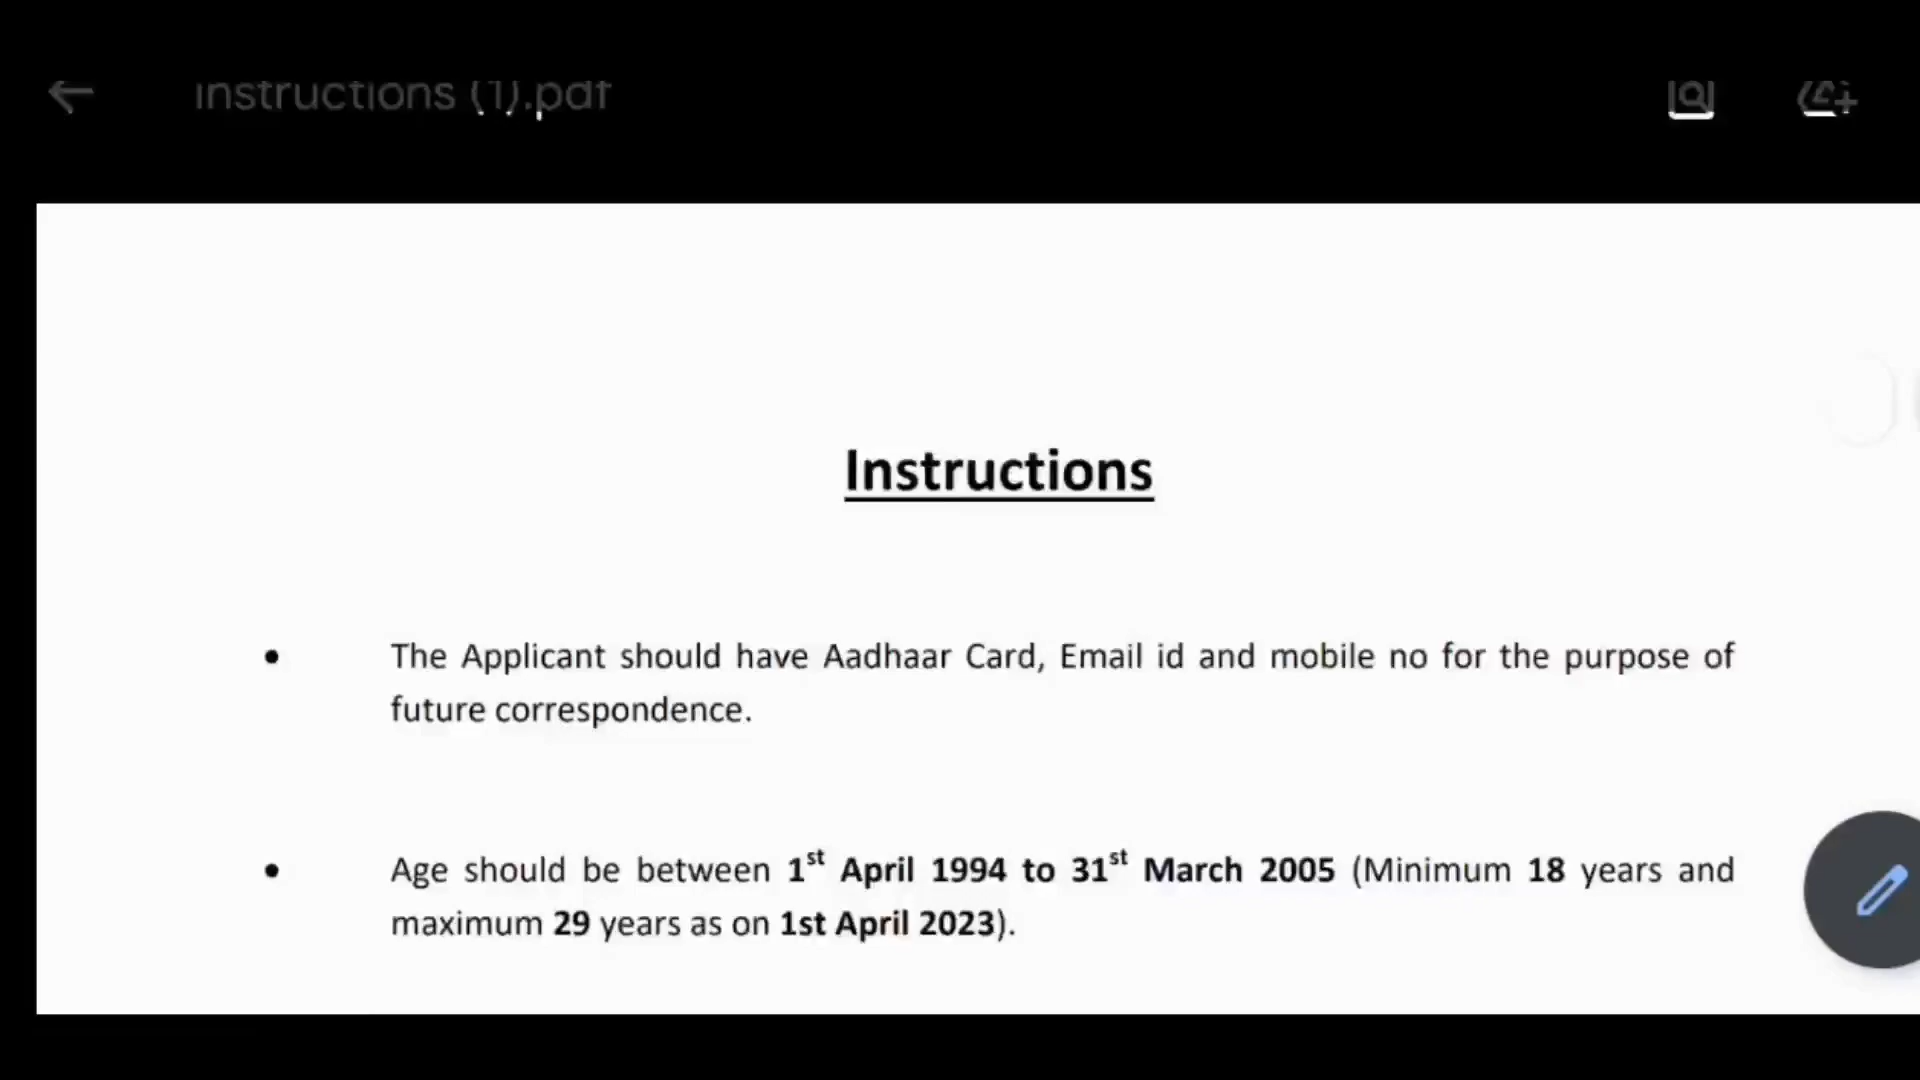 instructions (1).pdf
Instructions
• The Applicant should have Aadhaar Card, Email id and mobile no for the purpose of
future correspondence.
• Age should be between 1st April 1994 to 31st March 2005 (Minimum 18 years and
maximum 29 years as on 1st April 2023).